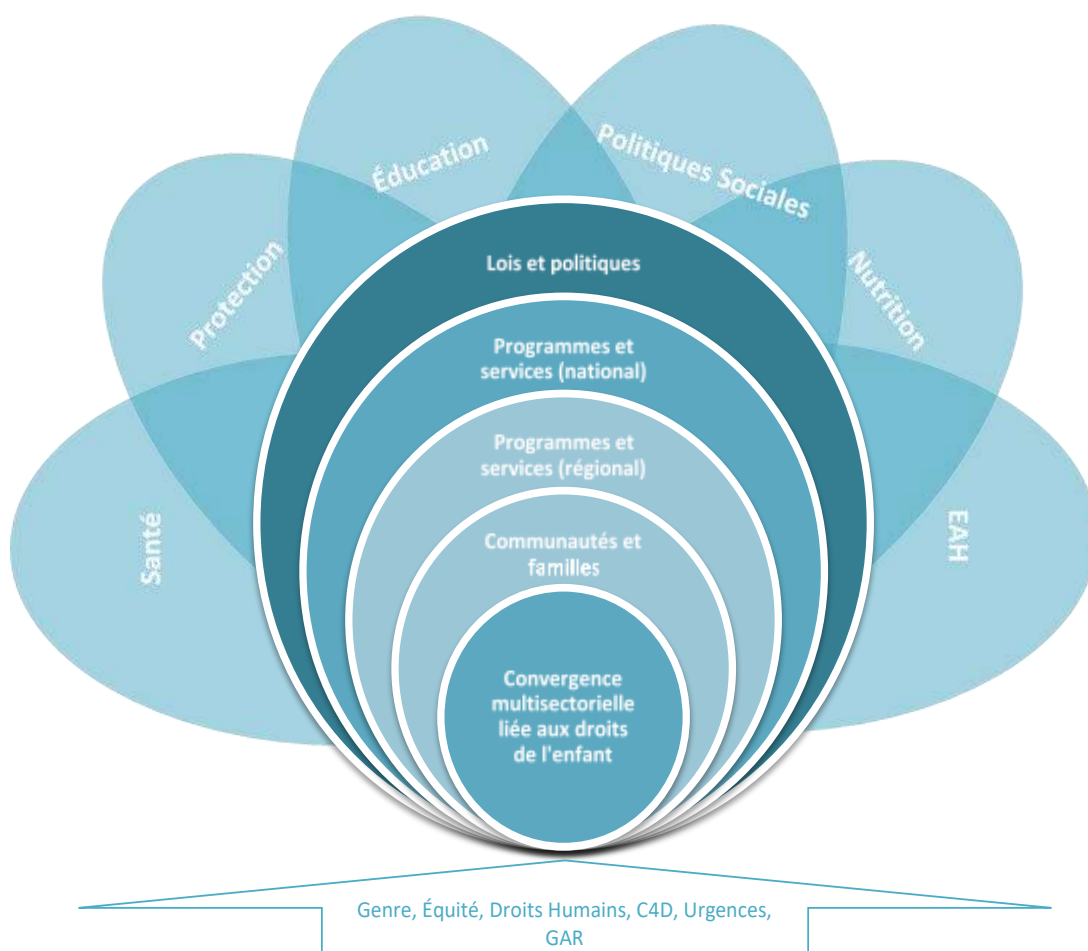 Éducation
Politiques Sociales
Protection
Nutrition
Santé
EAH
Lois et politiques
Programmes et
services (national)
Programmes et
services (régional)
Communautés et
familles
Convergence
multisectorielle
liée aux droits
de l'enfant
Genre, Équité, Droits Humains, C4D, Urgences,
GAR